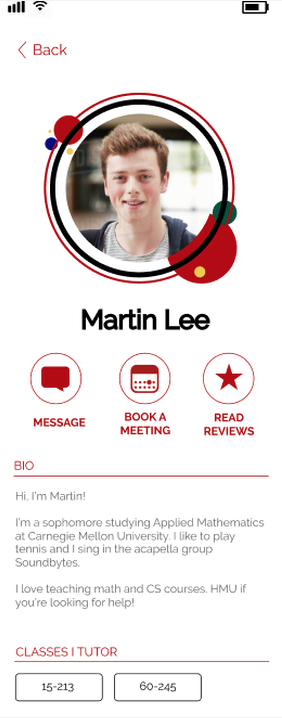 Back
Martin Lee
MESSAGE
BOOK A
MEETING
READ
REVIEWS
BIO
Hi, I'm Martin!
I'm a sophomore studying Applied Mathematics
at Carnegie Mellon University. I like to play
tennis and I sing in the acapella group
Soundbytes.
I love teaching math and CS courses. HMU if
you're looking for help!
CLASSES I TUTOR
15-213
60-245